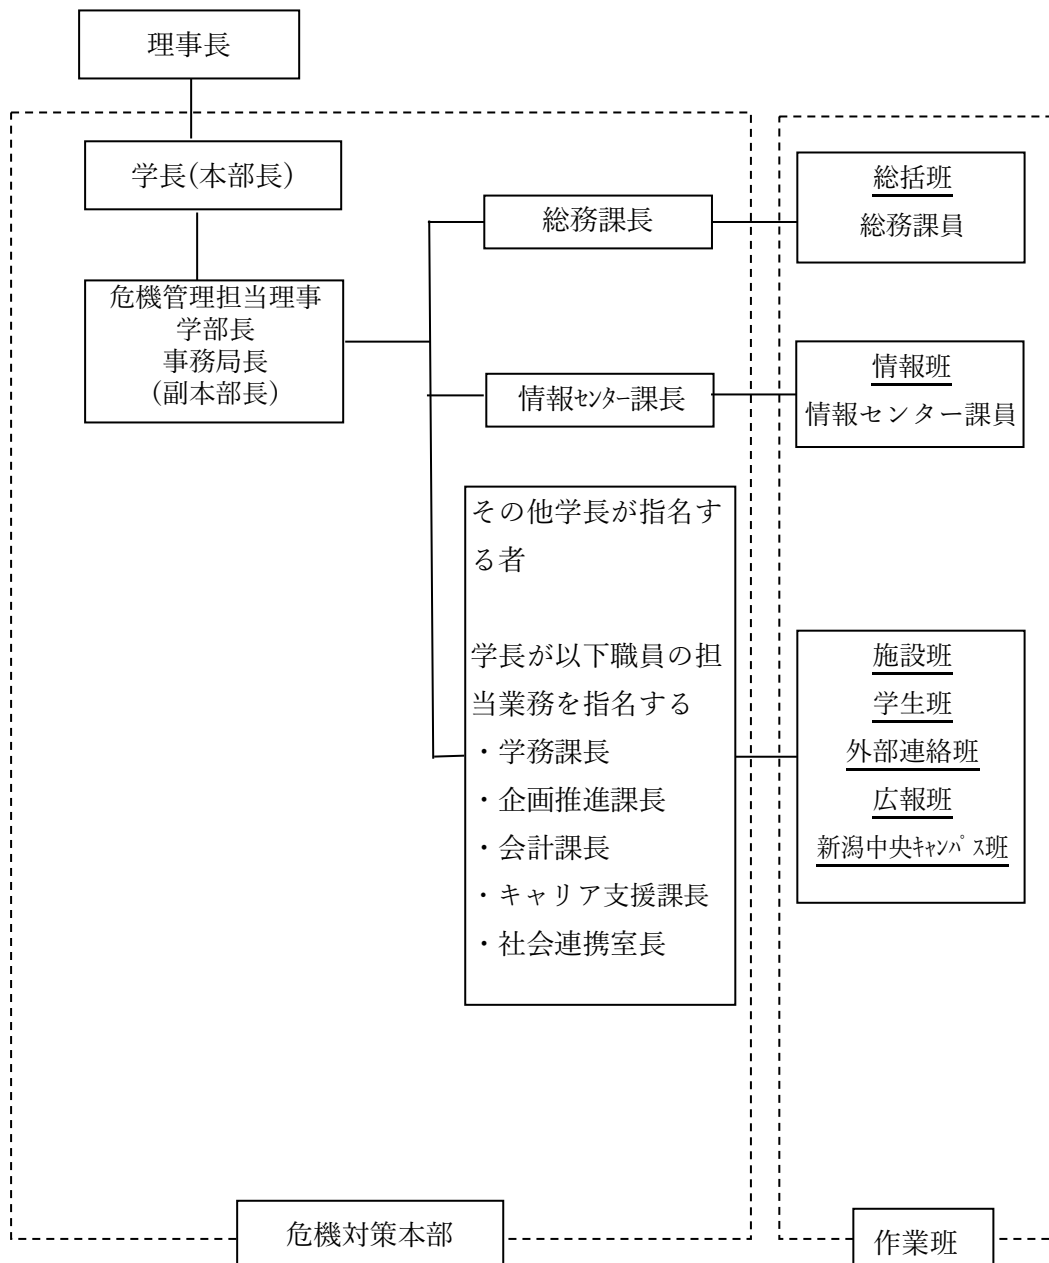 理事長
学長(本部長)
危機管理担当理事
学部長
事務局長
(副本部長)
総務課長
総括班
総務課員
情報ｾﾝﾀｰ課長
情報班
情報センター課員
その他学長が指名す
る者
学長が以下職員の担
当業務を指名する
・学務課長
・企画推進課長
・会計課長
・キャリア支援課長
・社会連携室長
施設班
学生班
外部連絡班
広報班
新潟中央ｷｬﾝﾊﾟｽ班
危機対策本部
作業班